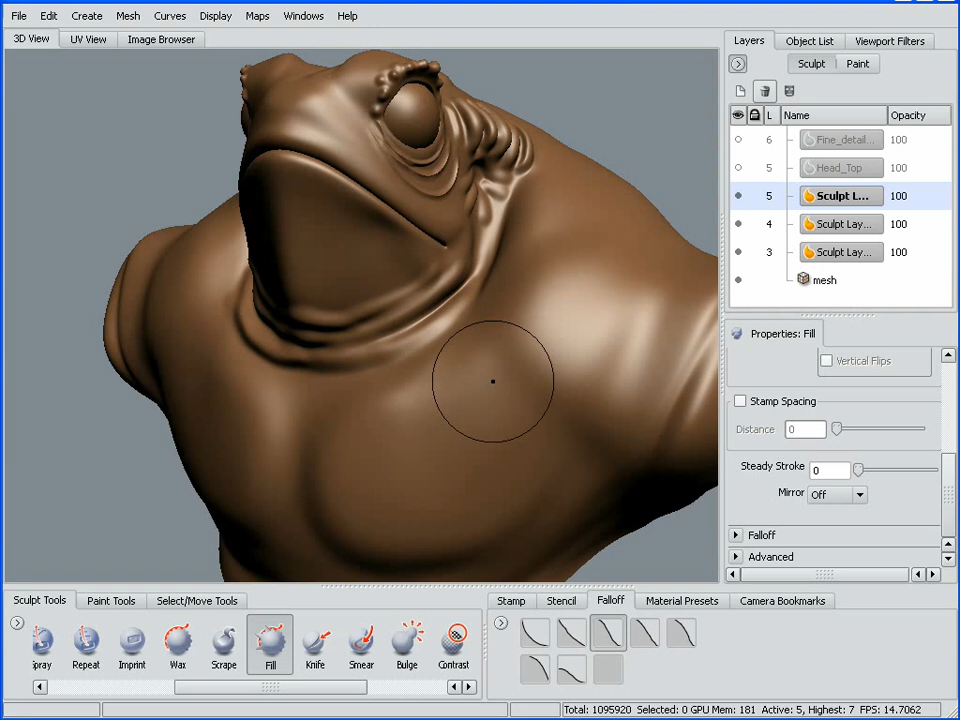 File Edit Create Mesh Curves Display Maps Windows Help
3D View UV View Image Browser
Layers Object List Viewport Filters
Sculpt Paint
L Name Opacity
6 Fine_detail... 100
5 Head_Top 100
5 Sculpt L... 100
4 Sculpt Lay... 100
3 Sculpt Lay... 100
mesh
Properties: Fill
Vertical Flips
Stamp Spacing
Distance 0
Steady Stroke 0
Mirror Off
Falloff
Advanced
Sculpt Tools Paint Tools Select/Move Tools
Stamp Stencil Falloff Material Presets Camera Bookmarks
Spray Repeat Imprint Wax Scrape Fill Knife Smear Bulge Contrast
Total: 1095920 Selected: 0 GPU Mem: 181 Active: 5, Highest: 7 FPS: 14.7062